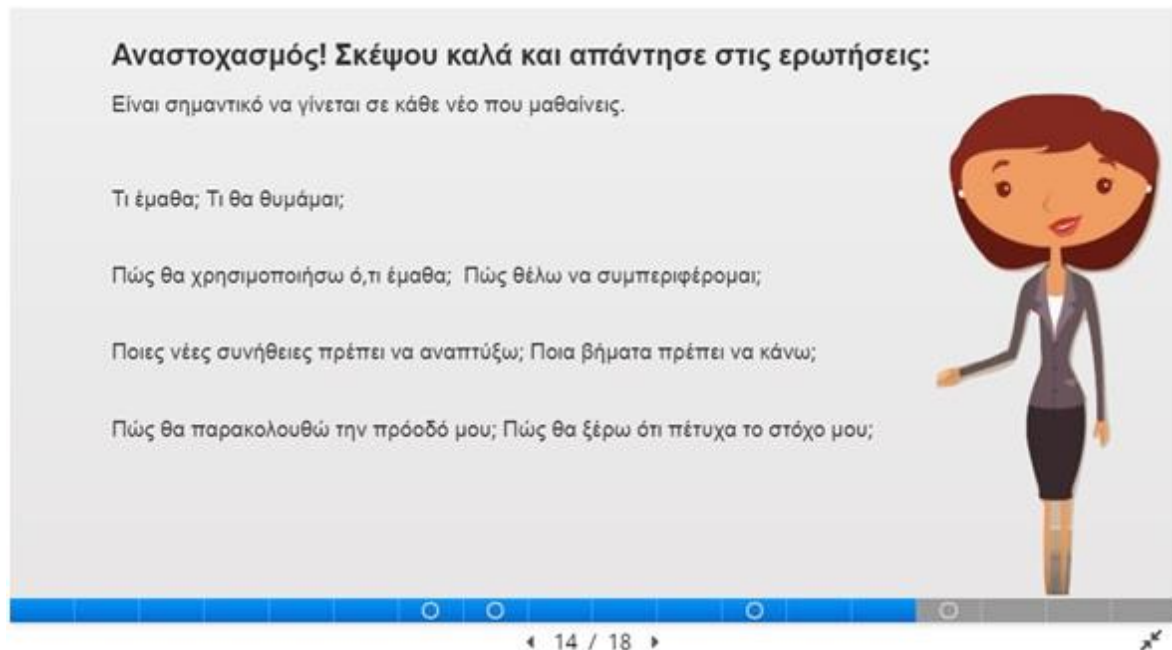 Αναστοχασμός! Σκέψου καλά και απάντησε στις ερωτήσεις:
Είναι σημαντικό να γίνεται σε κάθε νέο που μαθαίνεις.
Τι έμαθα; Τι θα θυμάμαι;
Πώς θα χρησιμοποιήσω ό,τι έμαθα; Πώς θέλω να συμπεριφέρομαι;
Ποιες νέες συνήθειες πρέπει να αναπτύξω; Ποια βήματα πρέπει να κάνω;
Πώς θα παρακολουθώ την πρόοδό μου; Πώς θα ξέρω ότι πέτυχα το στόχο μου;
14 / 18